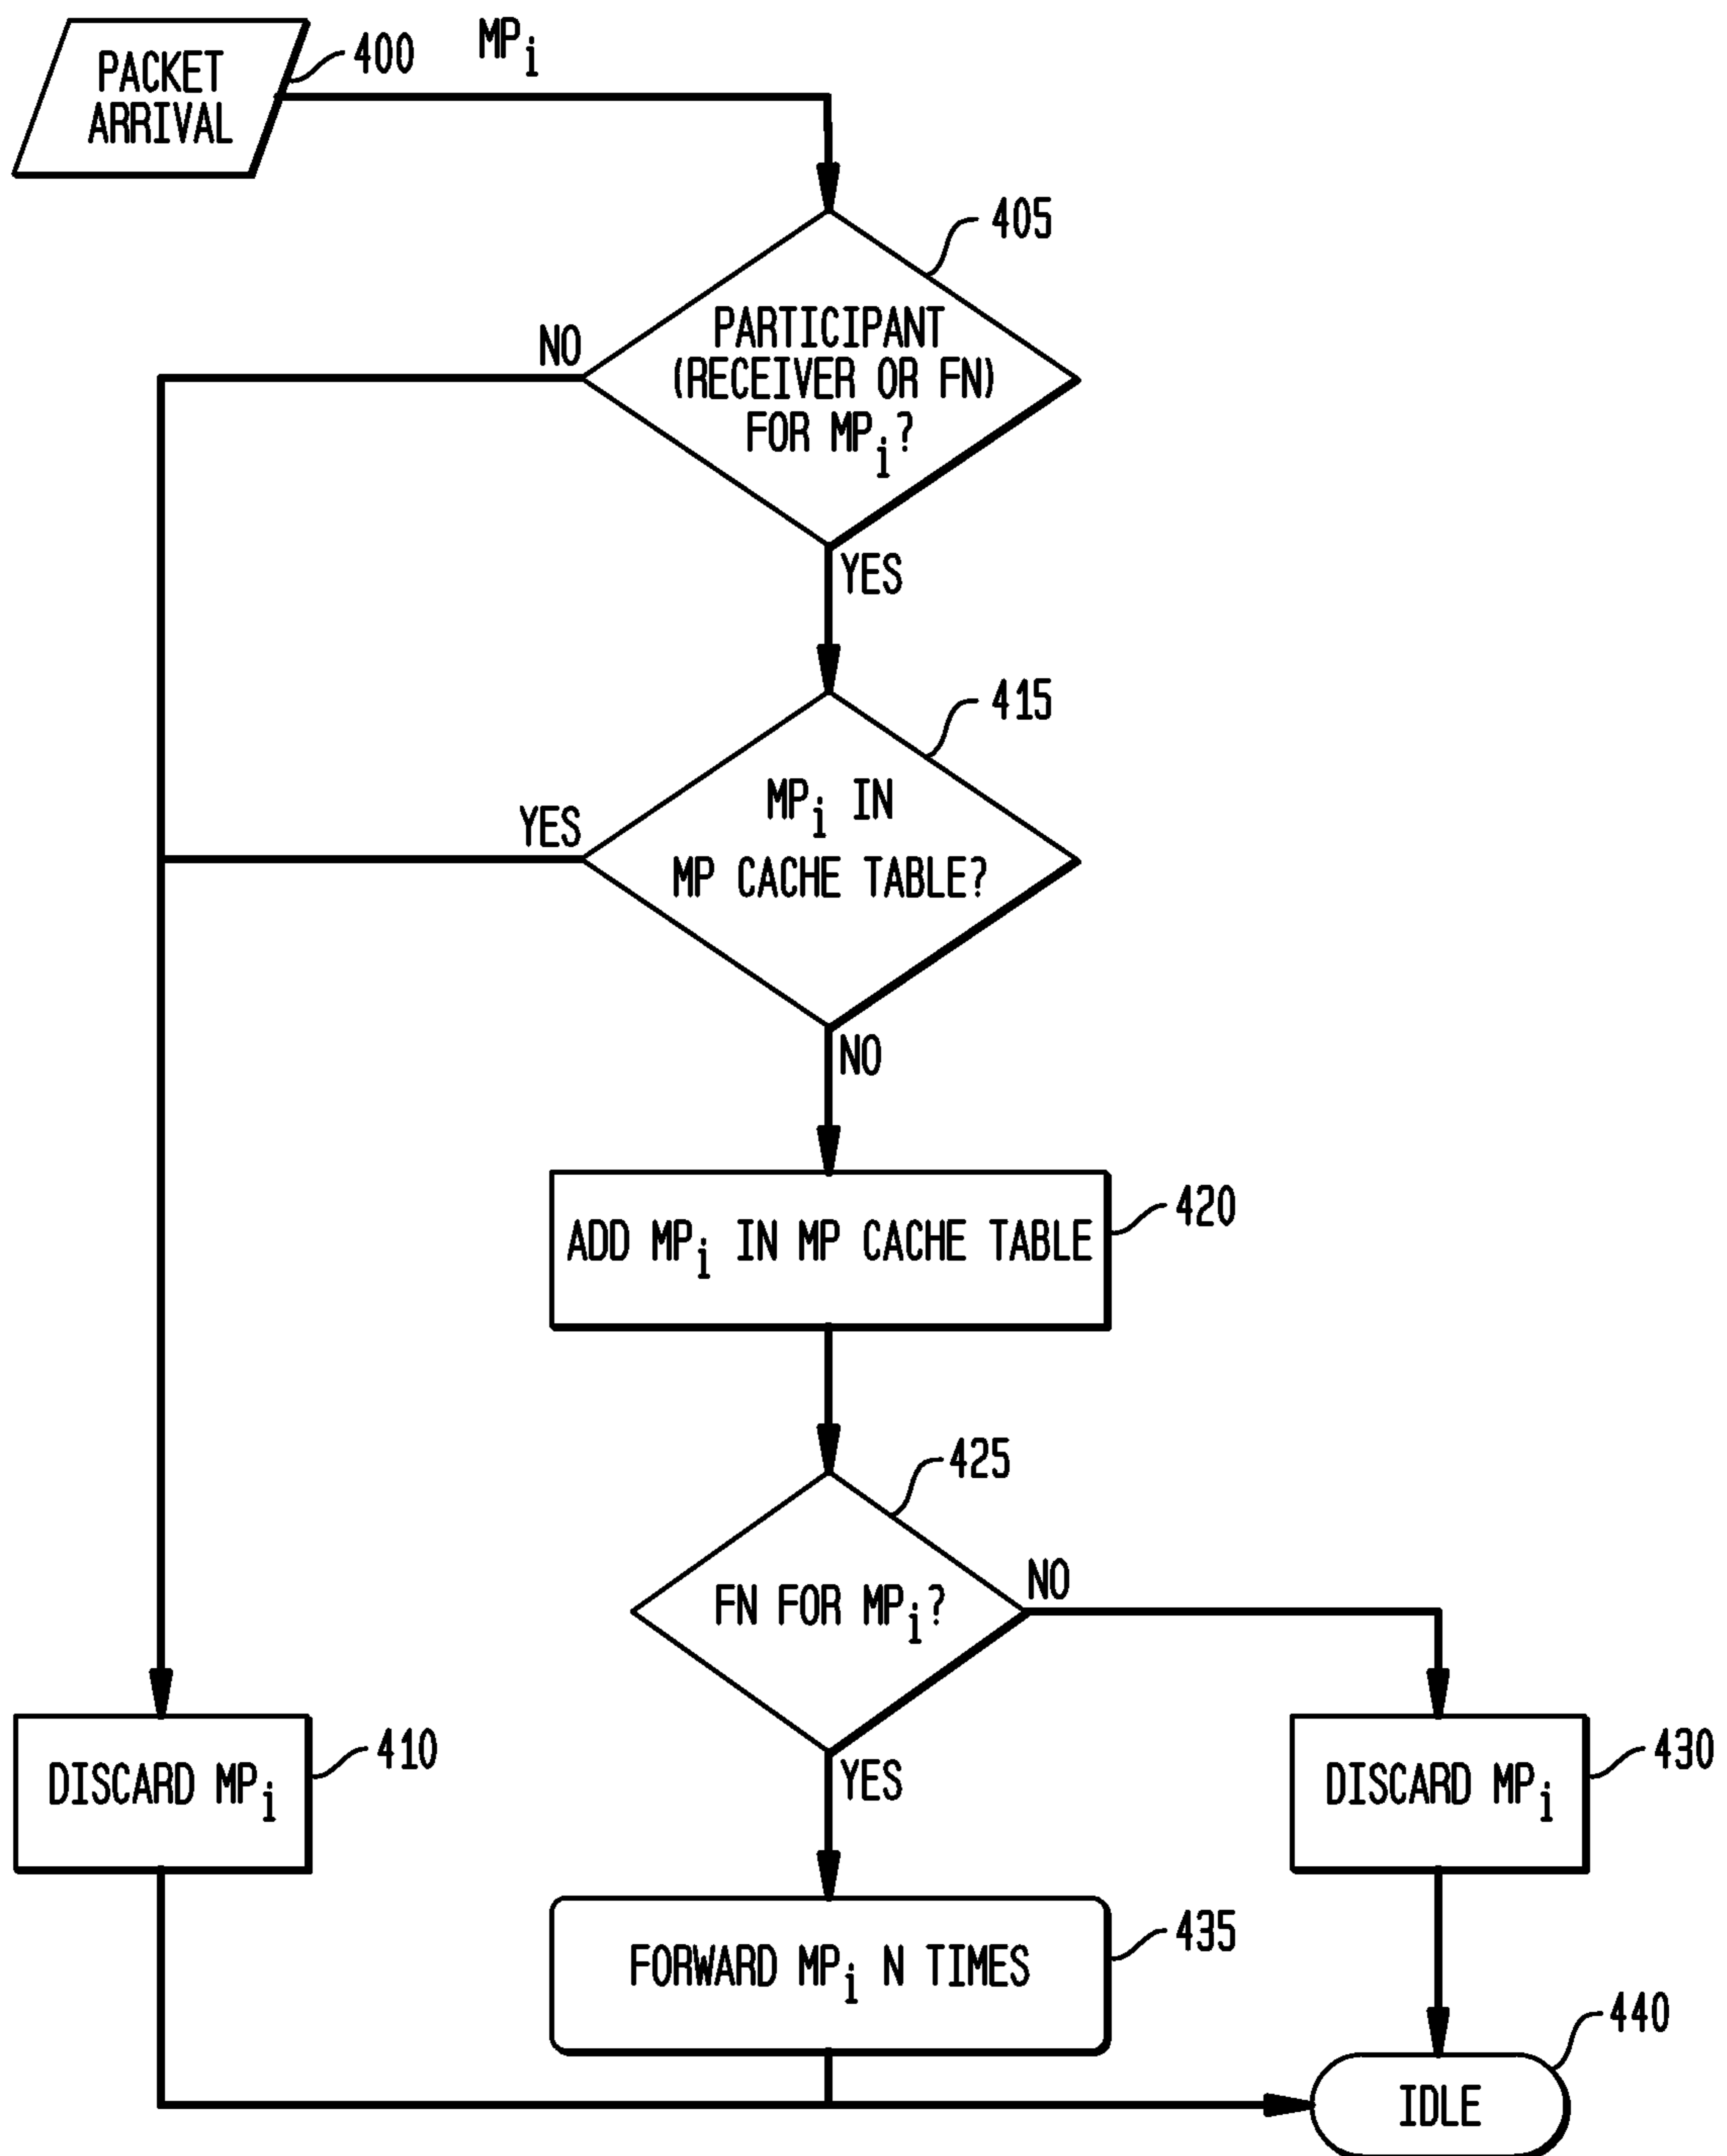 PACKET
ARRIVAL
400
MPi
405
PARTICIPANT
(RECEIVER OR FN)
FOR MPi?
NO
YES
415
MPi IN
MP CACHE TABLE?
YES
NO
420
ADD MPi IN MP CACHE TABLE
425
FN FOR MPi?
NO
YES
410
DISCARD MPi
430
DISCARD MPi
435
FORWARD MPi N TIMES
440
IDLE